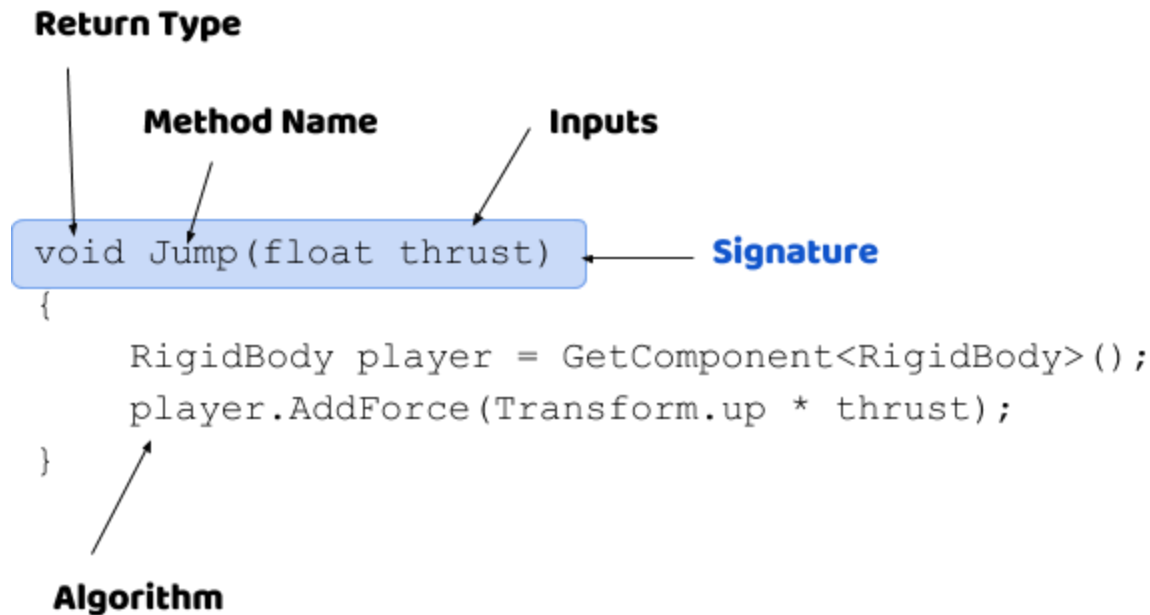 Return Type
Method Name
Inputs
void Jump(float thrust)
Signature
{
RigidBody player = GetComponent<RigidBody>();
player.AddForce(Transform.up * thrust);
}
Algorithm